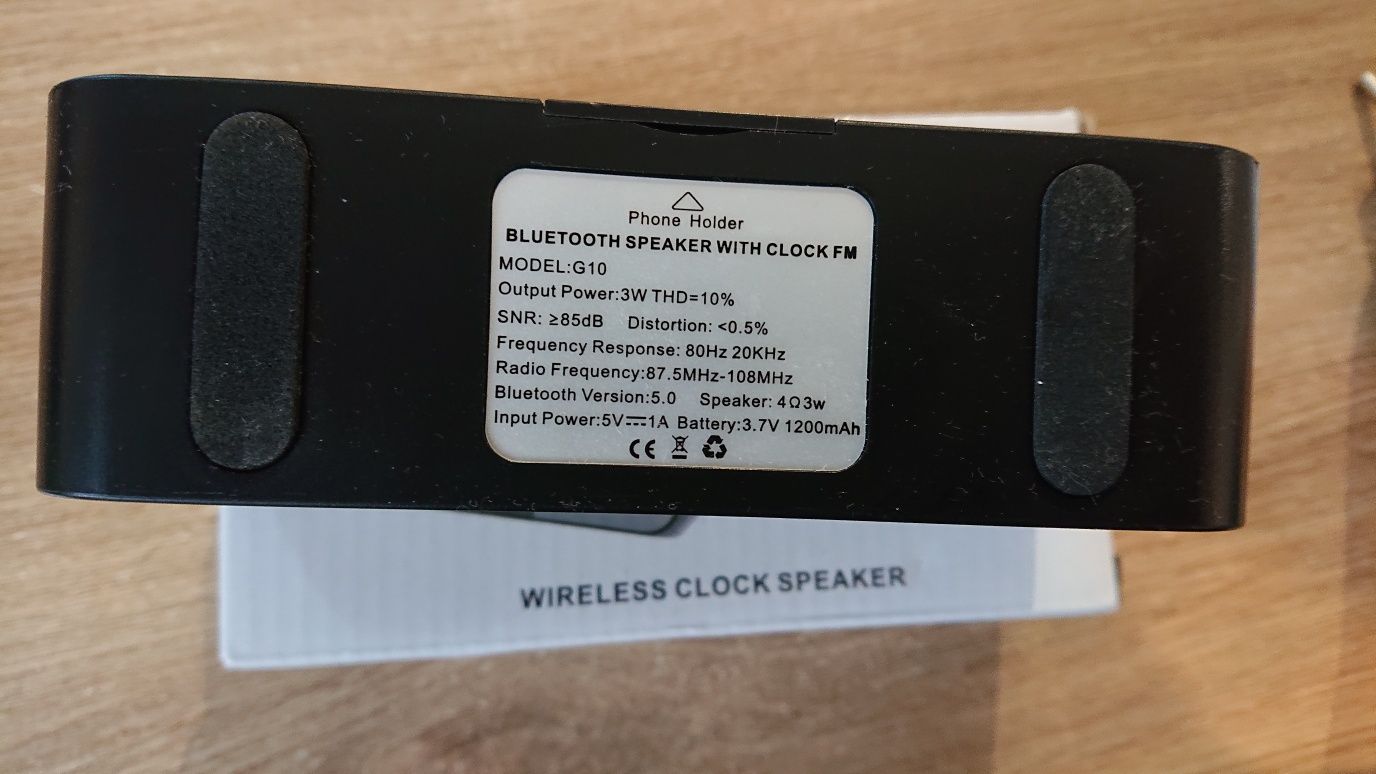 Phone Holder
BLUETOOTH SPEAKER WITH CLOCK FM
MODEL:G10
Output Power:3W THD=10%
SNR: ≥85dB Distortion: <0.5%
Frequency Response: 80Hz 20KHz
Radio Frequency:87.5MHz-108MHz
Bluetooth Version:5.0 Speaker: 4Ω3w
Input Power:5V⎓1A Battery:3.7V 1200mAh
CE
WIRELESS CLOCK SPEAKER